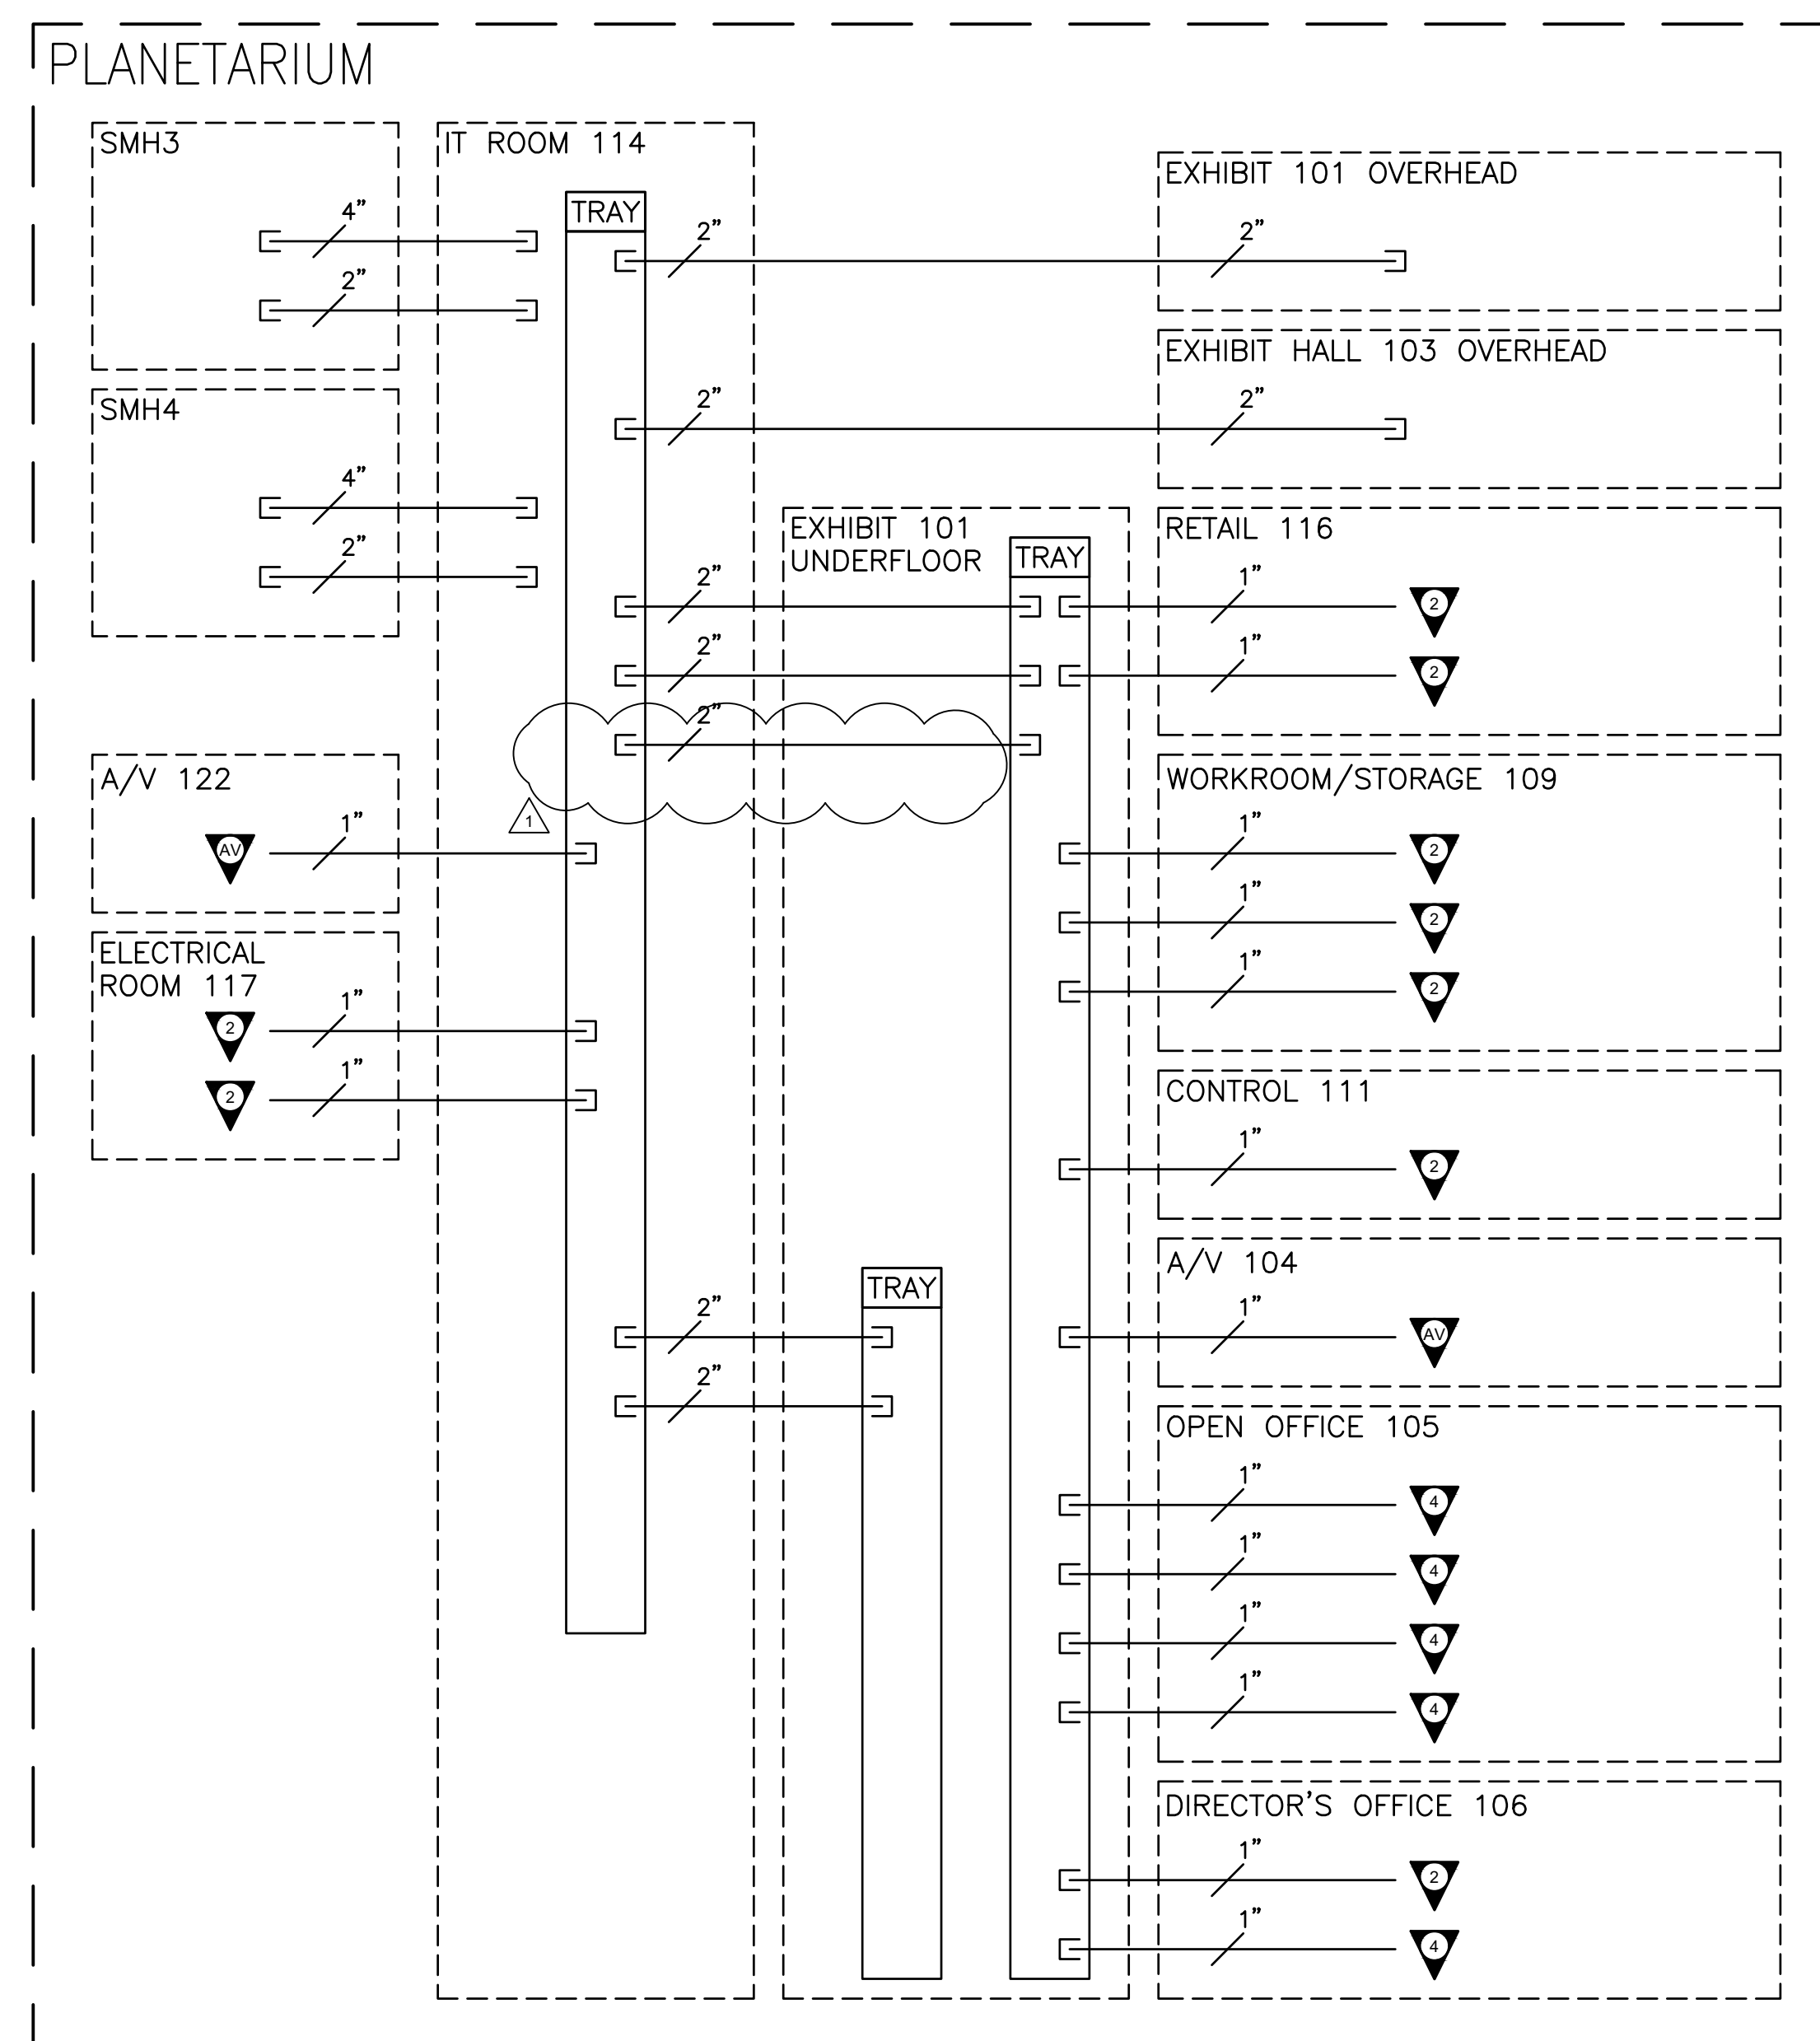 PLANETARIUM
SMH3
4”
2”
SMH4
4”
2”
A/V 122
AV
1”
ELECTRICAL
ROOM 117
2
1”
2
1”
IT ROOM 114
TRAY
2”
2”
2”
2”
2”
1
2”
2”
EXHIBIT 101
UNDERFLOOR
TRAY
TRAY
EXHIBIT 101 OVERHEAD
2”
EXHIBIT HALL 103 OVERHEAD
2”
RETAIL 116
1”
2
1”
2
WORKROOM/STORAGE 109
1”
2
1”
2
1”
2
CONTROL 111
1”
2
A/V 104
1”
AV
OPEN OFFICE 105
1”
4
1”
4
1”
4
1”
4
DIRECTOR’S OFFICE 106
1”
2
1”
4